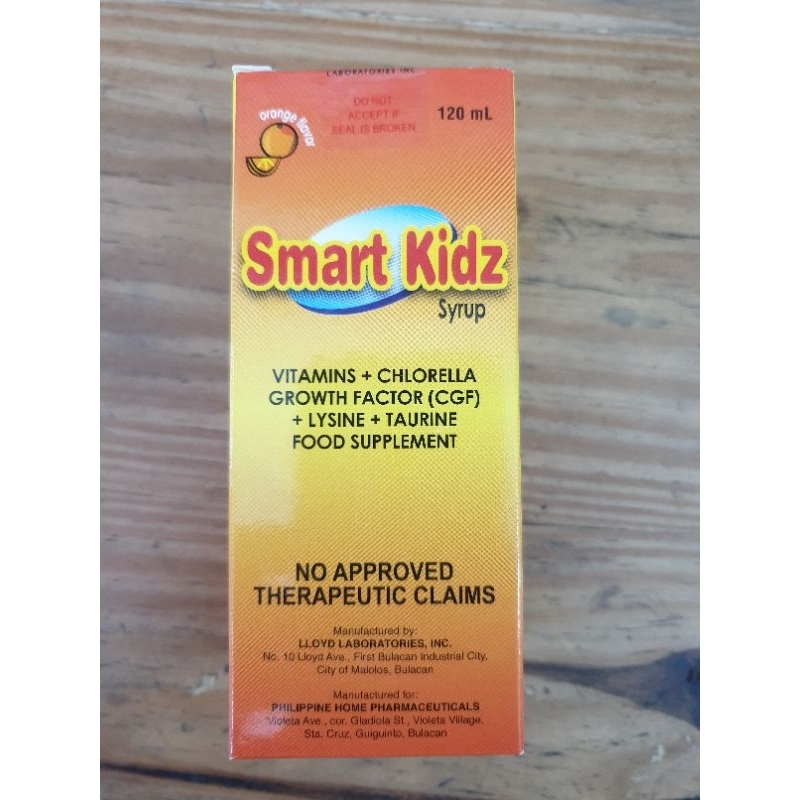 LABORATORIES INC.
DO NOT
ACCEPT IF
SEAL IS BROKEN
120 mL
orange flavor
Smart Kidz
Syrup
VITAMINS + CHLORELLA
GROWTH FACTOR (CGF)
+ LYSINE + TAURINE
FOOD SUPPLEMENT
NO APPROVED
THERAPEUTIC CLAIMS
Manufactured by:
LLOYD LABORATORIES, INC.
No. 10 Lloyd Ave., First Bulacan Industrial City,
City of Malolos, Bulacan
Manufactured for:
PHILIPPINE HOME PHARMACEUTICALS
Violeta Ave., cor. Gladiola St., Violeta Village,
Sta. Cruz, Guiguinto, Bulacan